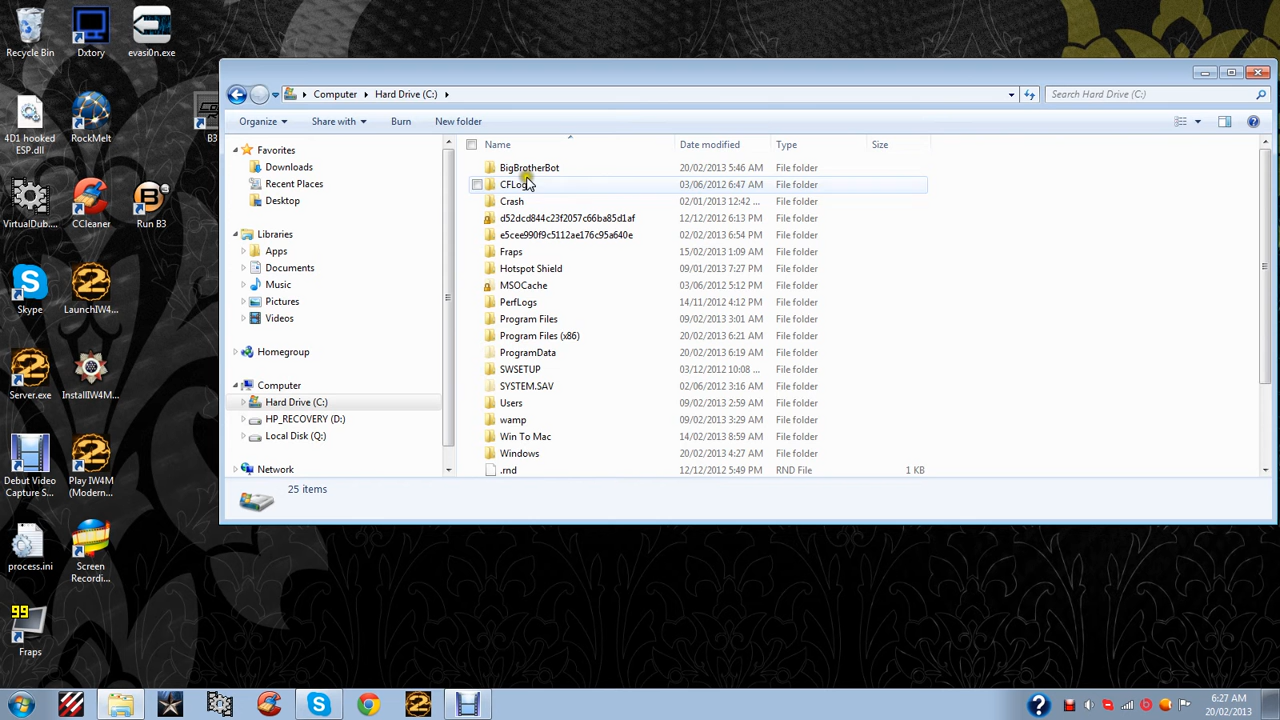 Recycle Bin
Dxtory
evasi0n.exe
4D1 hooked
ESP.dll
RockMelt
B3
VirtualDub....
CCleaner
Run B3
3
Skype
LaunchIW4...
Server.exe
InstallIW4M...
Debut Video
Capture S...
Play IW4M
(Modern...
process.ini
Screen
Recordi...
99
Fraps
Computer
Hard Drive (C:)
Search Hard Drive (C:)
Organize
Share with
Burn
New folder
Favorites
Downloads
Recent Places
Desktop
Libraries
Apps
Documents
Music
Pictures
Videos
Homegroup
Computer
Hard Drive (C:)
HP_RECOVERY (D:)
Local Disk (Q:)
Network
Name Date modified Type Size
BigBrotherBot 20/02/2013 5:46 AM File folder
CFLog 03/06/2012 6:47 AM File folder
Crash 02/01/2013 12:42 ... File folder
d52dcd844c23f2057c66ba85d1af 12/12/2012 6:13 PM File folder
e5cee990f9c5112ae176c95a640e 02/02/2013 6:54 PM File folder
Fraps 15/02/2013 1:09 AM File folder
Hotspot Shield 09/01/2013 7:27 PM File folder
MSOCache 03/06/2012 5:12 PM File folder
PerfLogs 14/11/2012 4:12 PM File folder
Program Files 09/02/2013 3:01 AM File folder
Program Files (x86) 20/02/2013 6:21 AM File folder
ProgramData 20/02/2013 6:19 AM File folder
SWSETUP 03/12/2012 10:08 ... File folder
SYSTEM.SAV 02/06/2012 3:16 AM File folder
Users 09/02/2013 2:59 AM File folder
wamp 09/02/2013 3:29 AM File folder
Win To Mac 14/02/2013 8:59 AM File folder
Windows 20/02/2013 4:27 AM File folder
.rnd 12/12/2012 5:49 PM RND File 1 KB
25 items
6:27 AM
20/02/2013